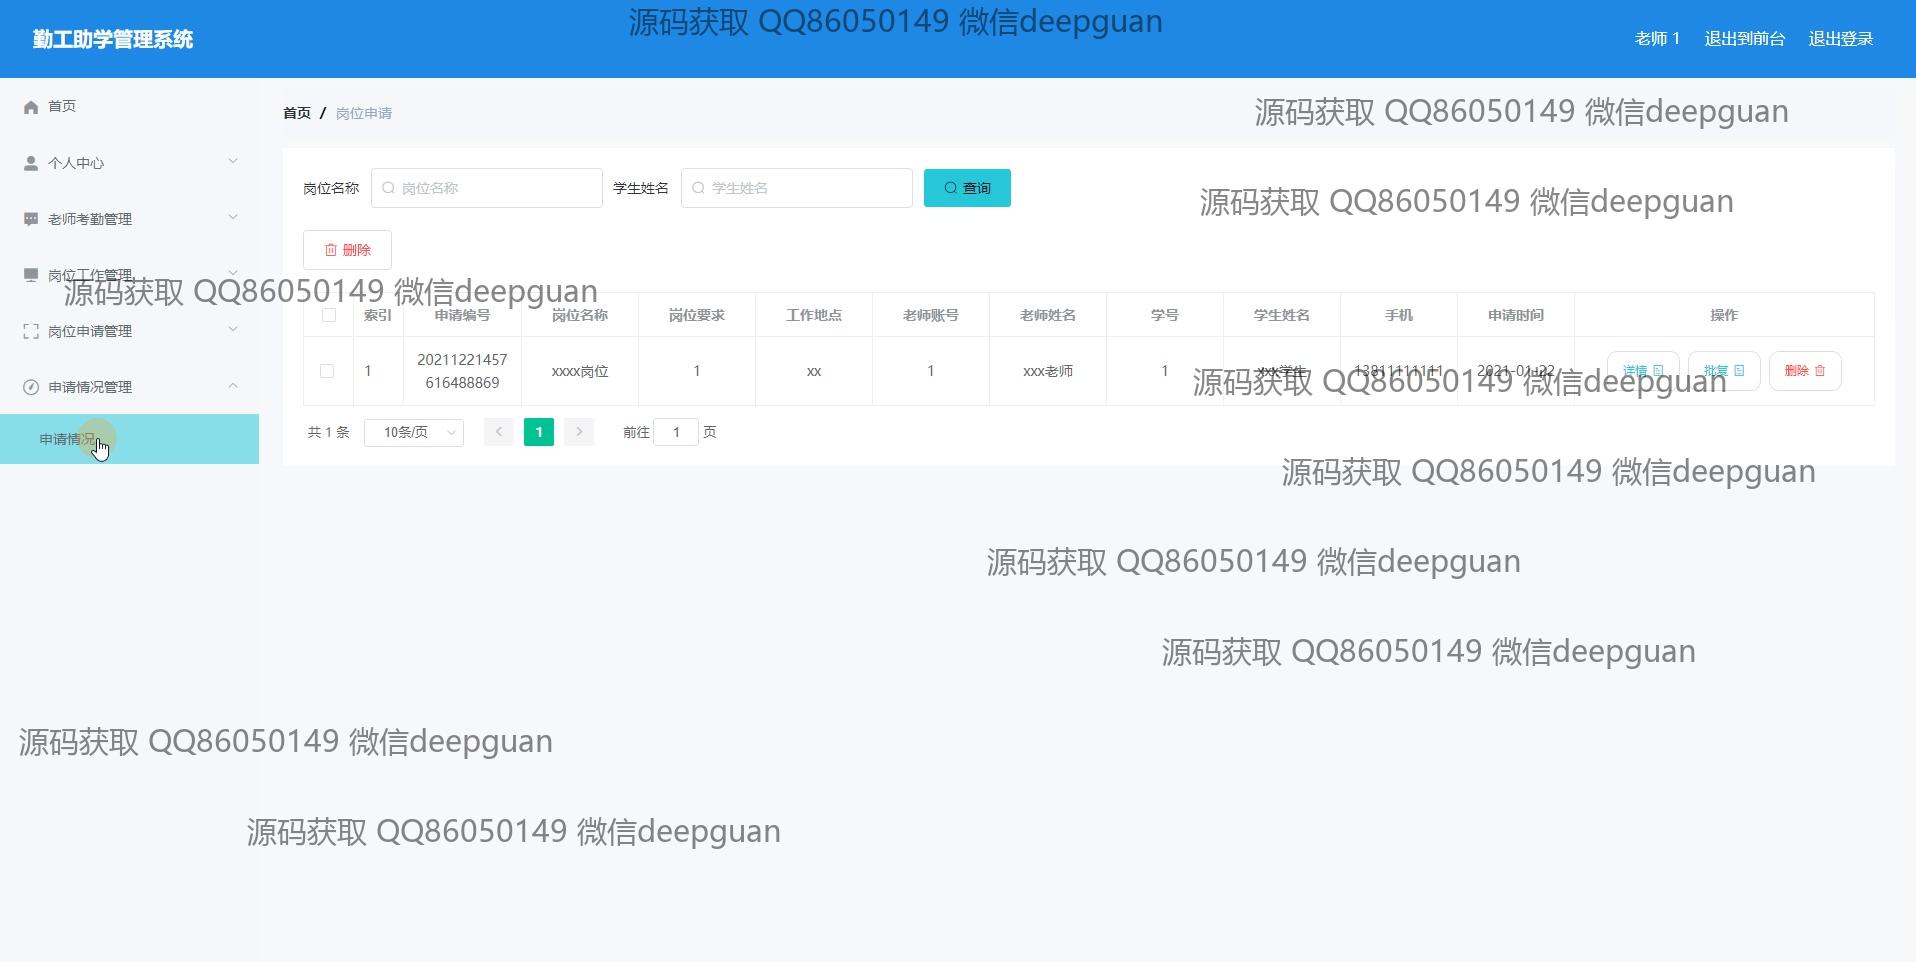 源码获取 QQ86050149 微信deepguan
勤工助学管理系统
老师 1 退出到前台 退出登录
首页
首页 / 岗位申请
源码获取 QQ86050149 微信deepguan
个人中心
岗位名称 岗位名称 学生姓名 学生姓名 查询
源码获取 QQ86050149 微信deepguan
老师考勤管理
删除
岗位工作管理
源码获取 QQ86050149 微信deepguan
索引 申请编号 岗位名称 岗位要求 工作地点 老师账号 老师姓名 学号 学生姓名 手机 申请时间 操作
岗位申请管理
1 20211221457 xxxx岗位 1 xx 1 xxx老师 1 xxx学生 13811111111 2021-01-22 详情 批复 删除
616488869
源码获取 QQ86050149 微信deepguan
申请情况管理
共 1 条 10条/页 1 前往 1 页
申请情况
源码获取 QQ86050149 微信deepguan
源码获取 QQ86050149 微信deepguan
源码获取 QQ86050149 微信deepguan
源码获取 QQ86050149 微信deepguan
源码获取 QQ86050149 微信deepguan